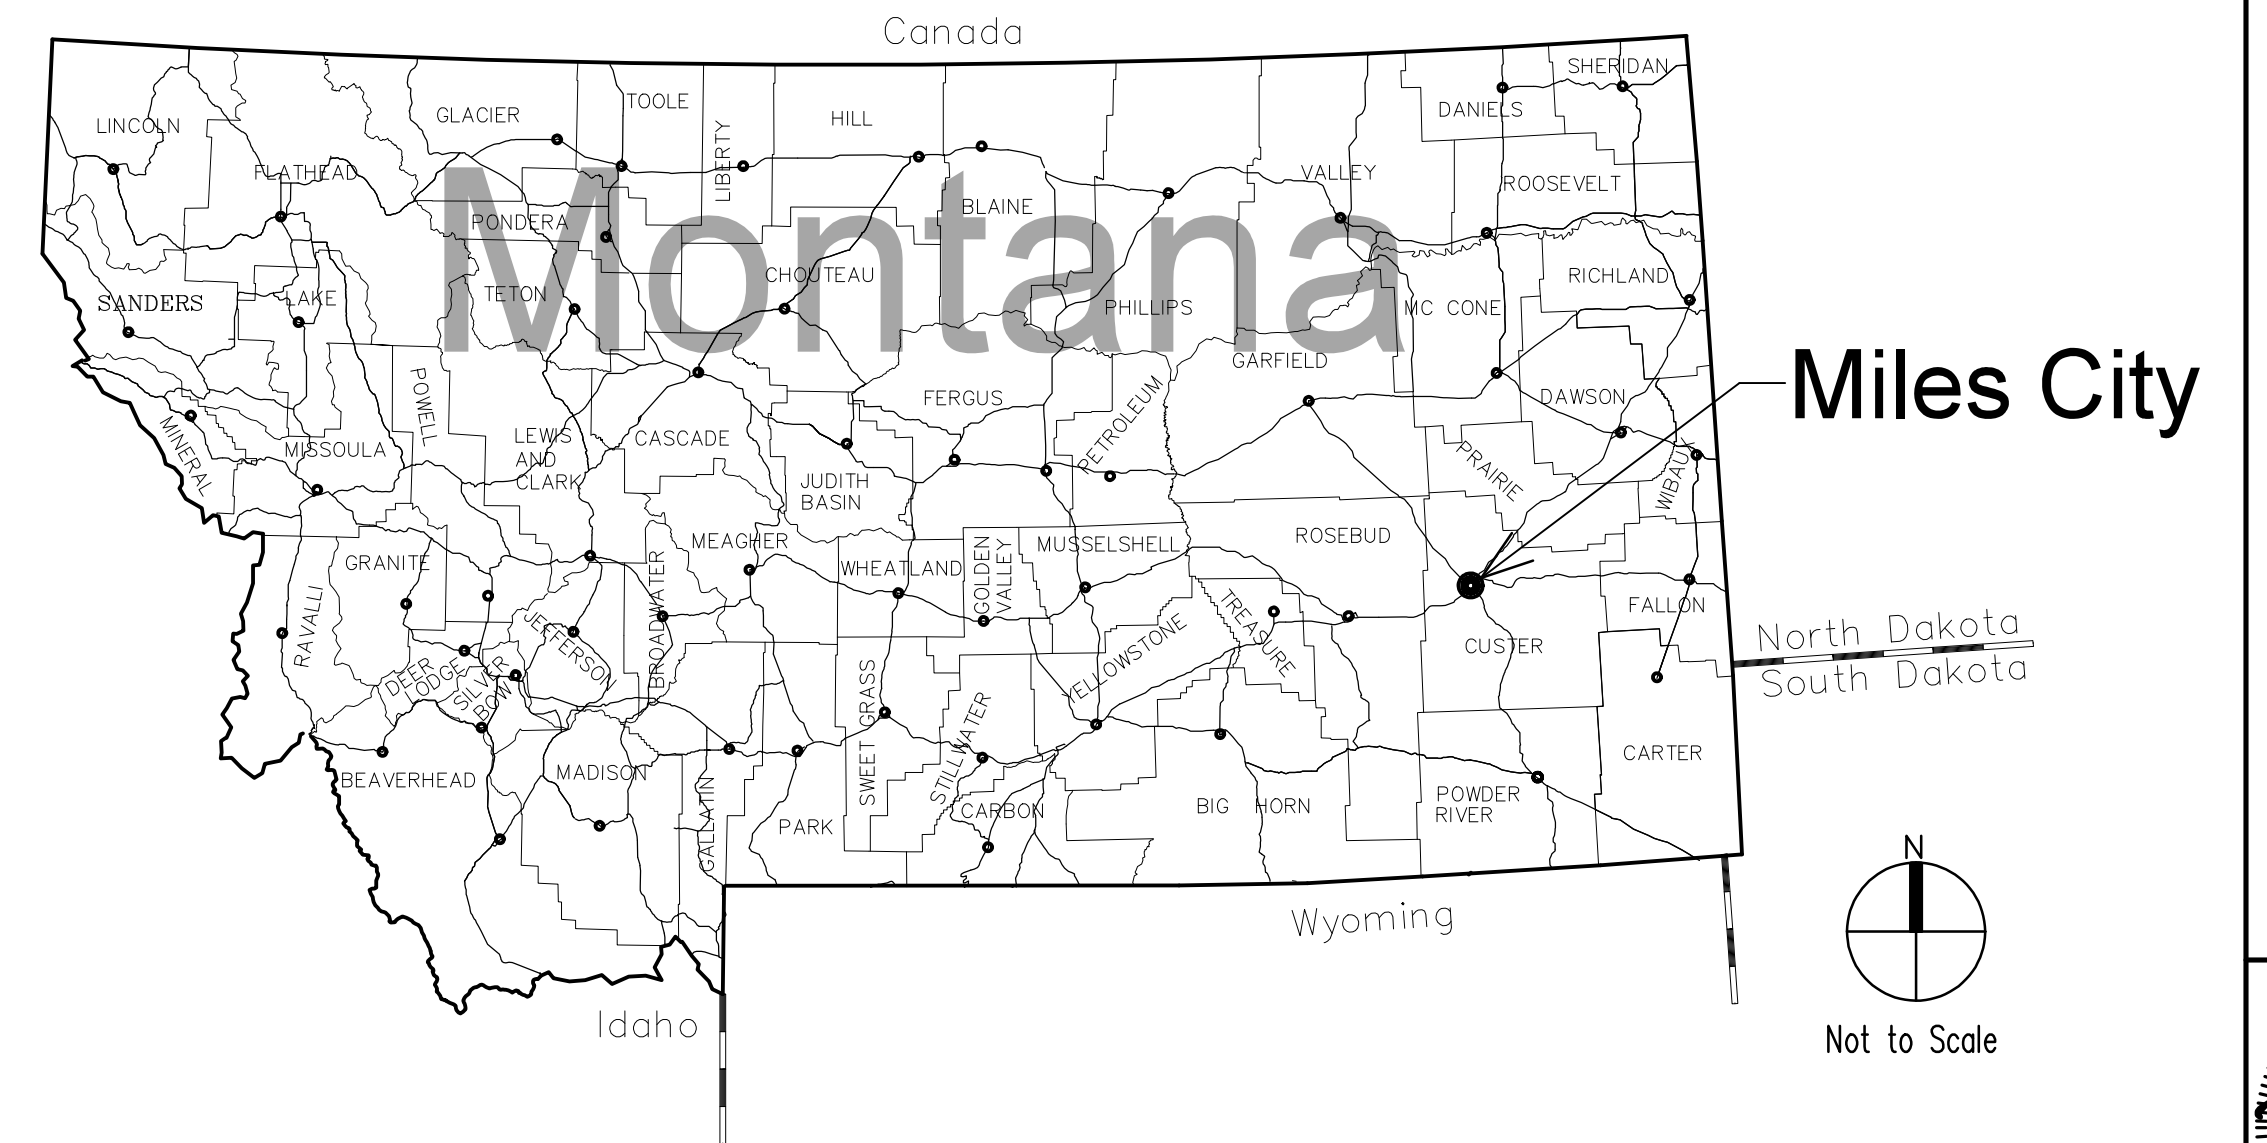 Canada
SHERIDAN
TOOLE
DANIELS
GLACIER
HILL
LINCOLN
LIBERTY
FLATHEAD
VALLEY
ROOSEVELT
BLAINE
PONDERA
Montana
CHOUTEAU
RICHLAND
TETON
LAKE
SANDERS
PHILLIPS
MC CONE
GARFIELD
Miles City
POWELL
FERGUS
DAWSON
PETROLEUM
LEWIS
AND
CLARK
CASCADE
MISSOULA
MINERAL
PRAIRIE
WIBAUX
JUDITH
BASIN
MEAGHER
ROSEBUD
MUSSELSHELL
GOLDEN
VALLEY
GRANITE
WHEATLAND
BROADWATER
RAVALLI
JEFFERSON
TREASURE
FALLON
YELLOWSTONE
CUSTER
North Dakota
South Dakota
DEER
LODGE
SILVER
BOW
SWEET GRASS
STILLWATER
CARTER
BEAVERHEAD
MADISON
GALLATIN
PARK
CARBON
BIG HORN
POWDER
RIVER
N
Wyoming
Idaho
Not to Scale